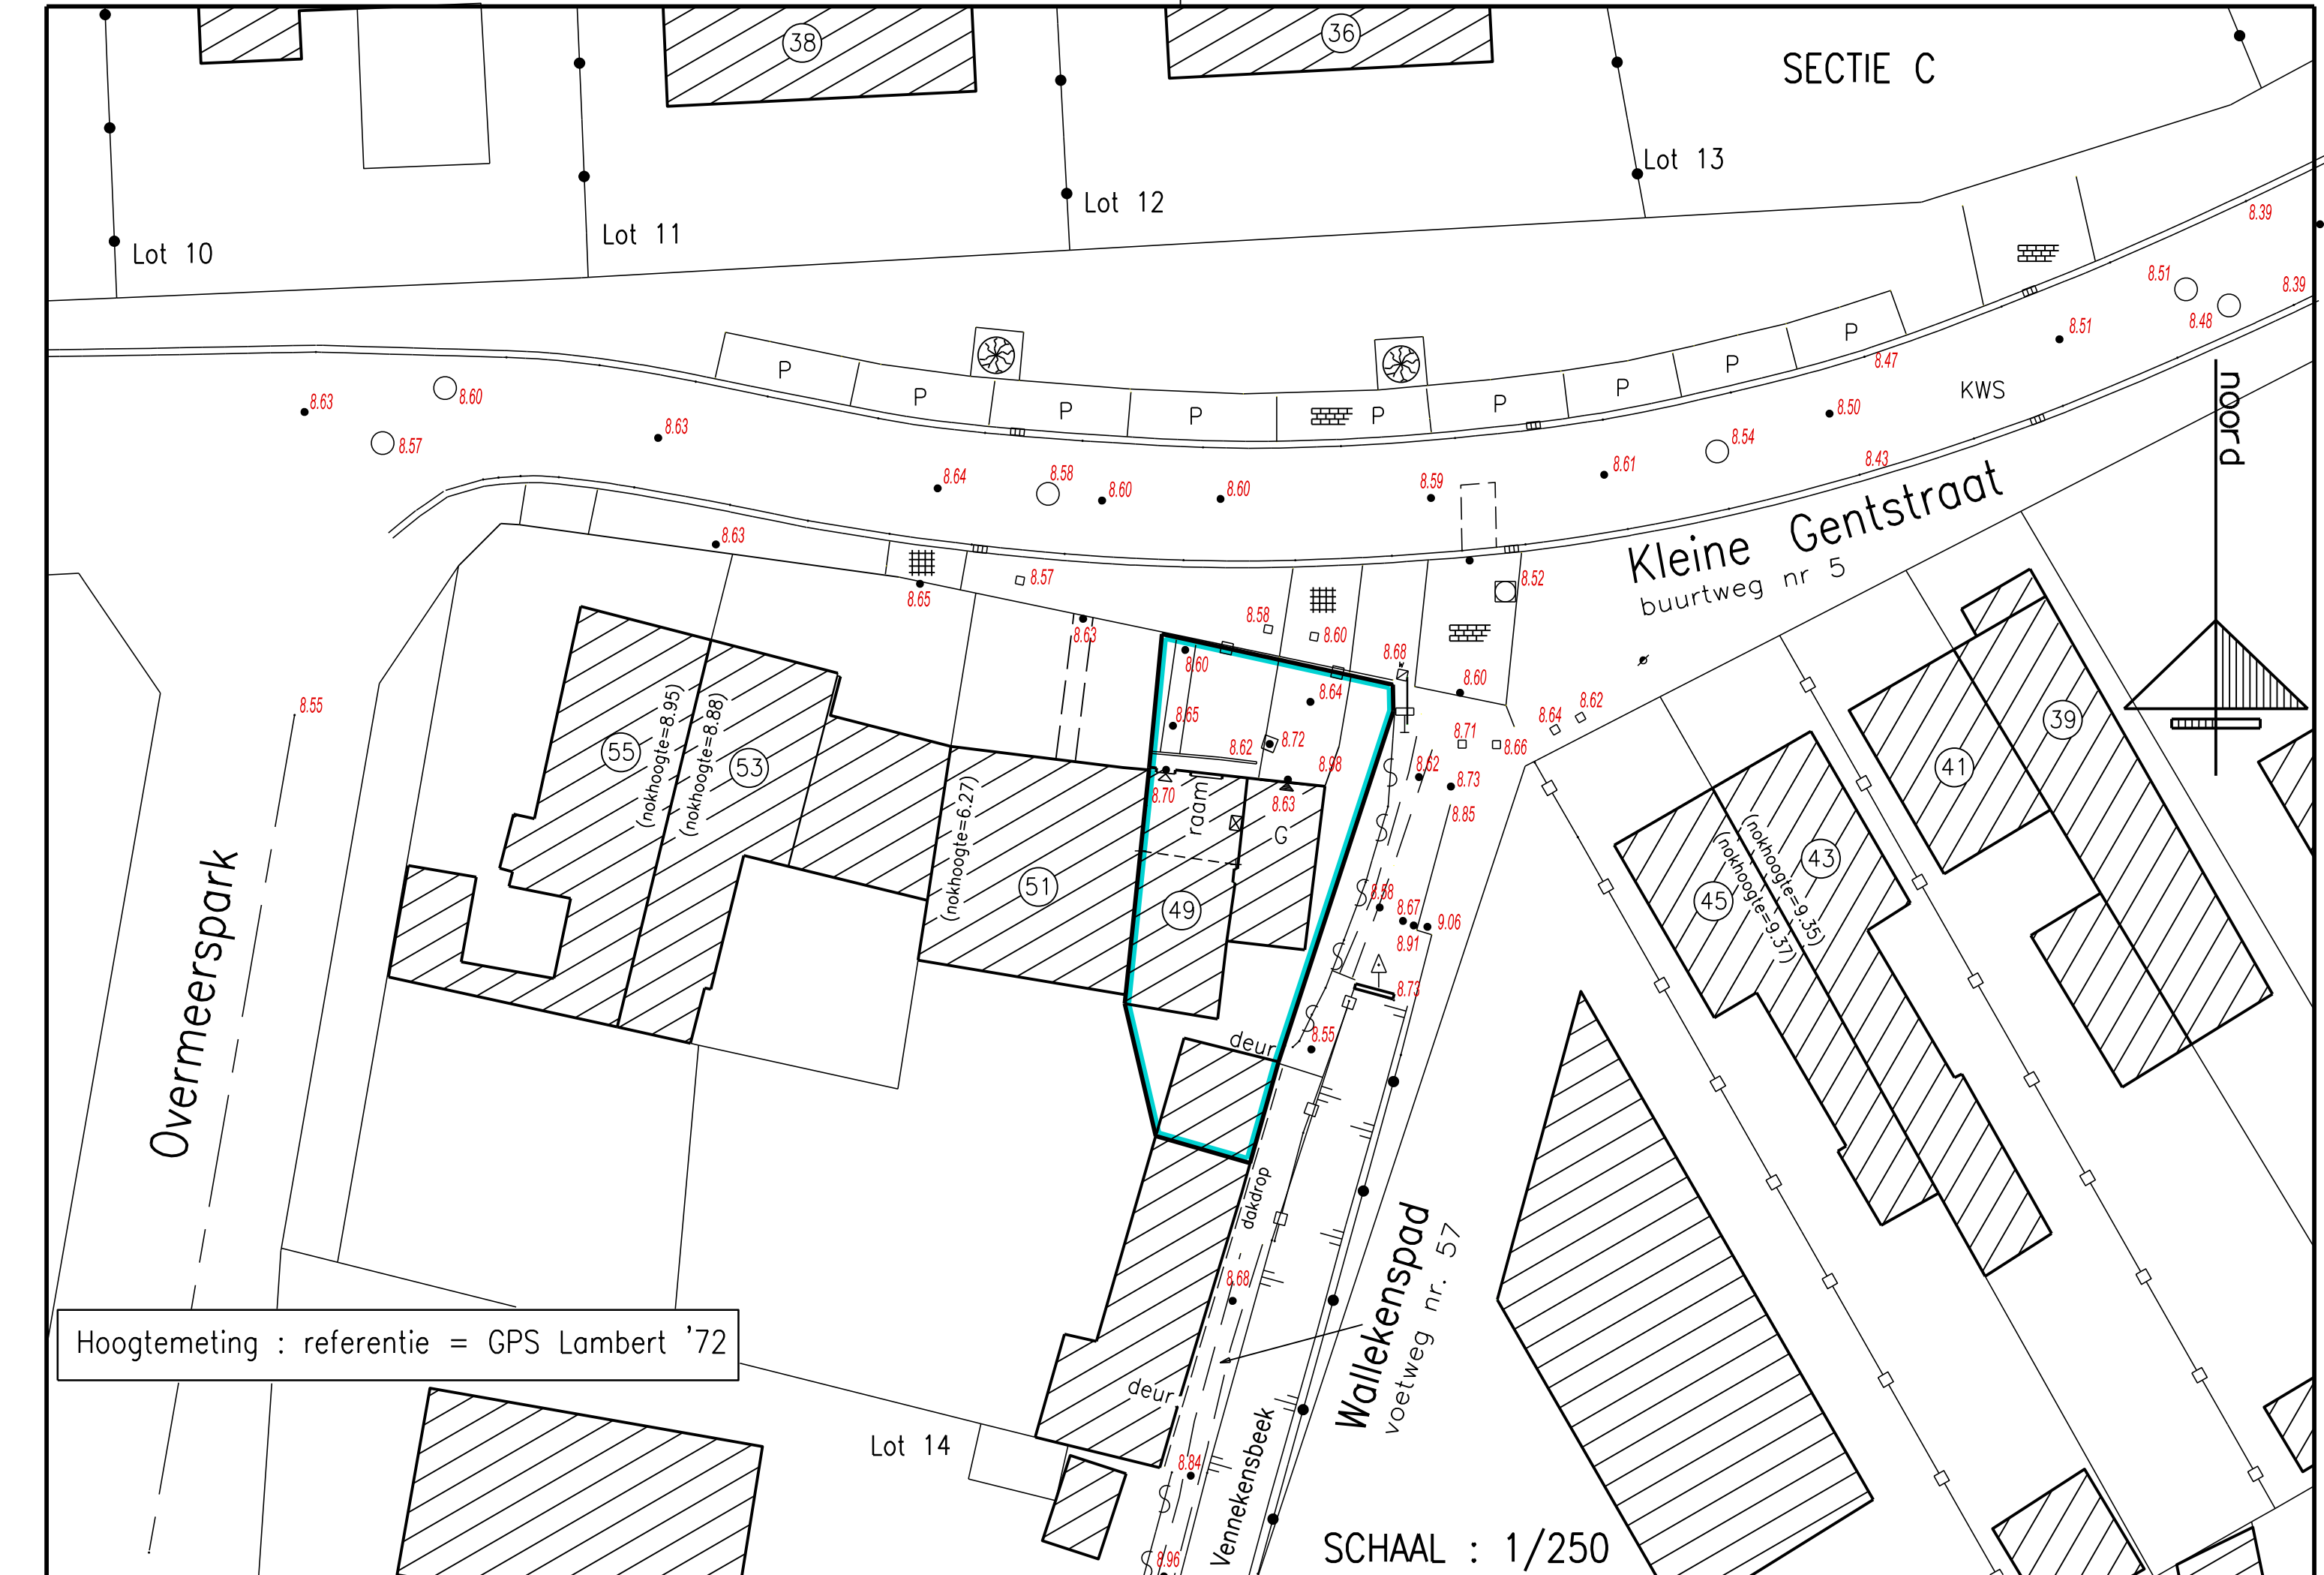 38
36
SECTIE C
Lot 13
Lot 12
Lot 11
Lot 10
8.39
8.51
8.39
8.48
8.51
P
P
P
P
P
P
P
P
P
8.47
KWS
noord
8.63
8.60
8.57
8.63
8.50
8.54
8.43
8.61
8.64
8.58
8.60
8.60
8.59
Kleine Gentstraat
buurtweg nr 5
8.63
8.65
8.57
8.52
8.63
8.58
8.60
8.68
8.60
8.60
8.64
8.65
8.62
8.72
8.98
8.62
8.71
8.66
8.64
8.62
8.73
8.85
8.70
8.63
raam
G
8.55
55
(nokhoogte=8.95)
(nokhoogte=8.88)
53
(nokhoogte=6.27)
51
49
39
41
43
45
(nokhoogte=9.35)
(nokhoogte=9.37)
S
S
S
S
S
8.58
8.67
9.06
8.91
8.73
8.55
deur
Overmeerspark
dakdrop
8.68
Wallekenspad
voetweg nr. 57
Hoogtemeting : referentie = GPS Lambert '72
deur
Lot 14
8.84
S
S
8.96
Vennekensbeek
SCHAAL : 1/250